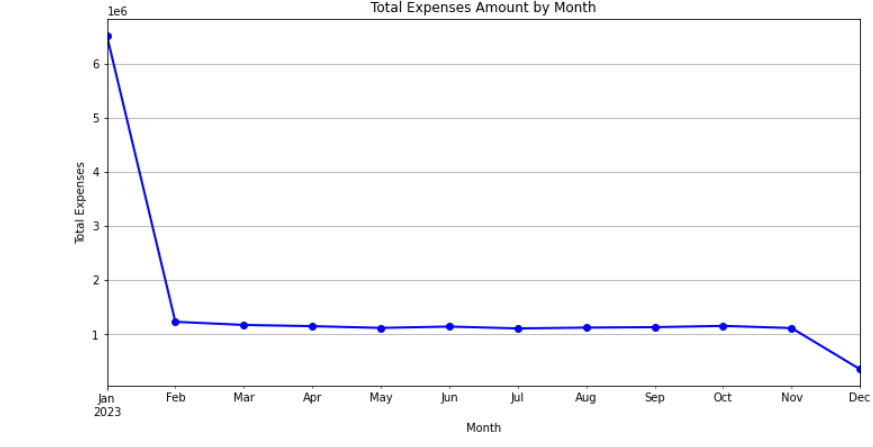 Total Expenses Amount by Month
1e6
6
5
4
3
2
1
Total Expenses
Jan Feb Mar Apr May Jun Jul Aug Sep Oct Nov Dec
2023
Month